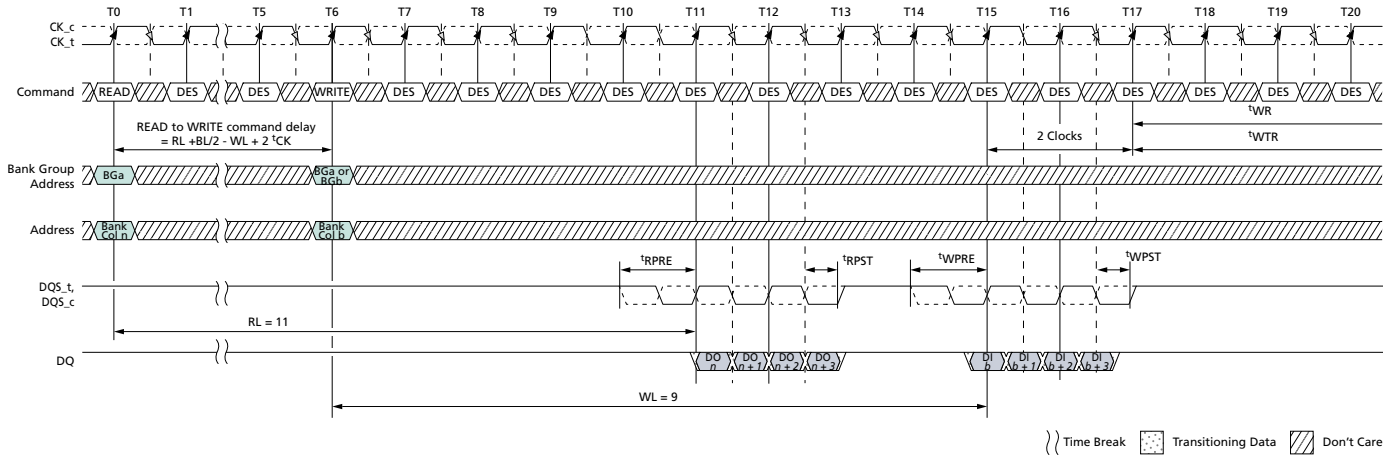 T0 T1 T5 T6 T7 T8 T9 T10 T11 T12 T13 T14 T15 T16 T17 T18 T19 T20
CK_c
CK_t
Command READ DES DES WRITE DES DES DES DES DES DES DES DES DES DES DES DES DES DES
READ to WRITE command delay
= RL +BL/2 - WL + 2 tCK
2 Clocks
tWR
tWTR
Bank Group
Address
BGa
BGa or
BGb
Address
Bank
Col n
Bank
Col b
tRPRE tRPST tWPRE tWPST
DQS_t,
DQS_c
RL = 11
DQ
DO
n
DO
n + 1
DO
n + 2
DO
n + 3
DI
b
DI
b + 1
DI
b + 2
DI
b + 3
WL = 9
Time Break Transitioning Data Don't Care